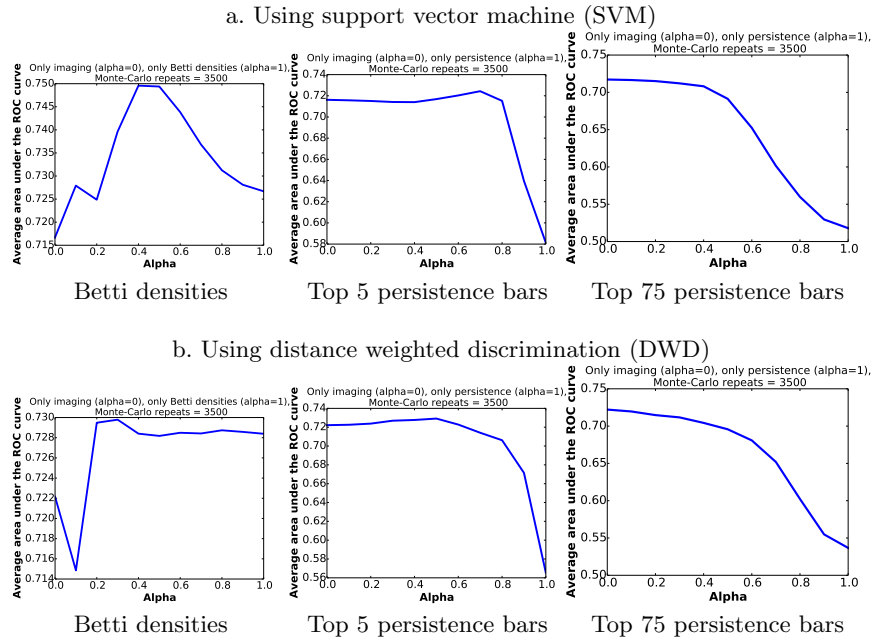 a. Using support vector machine (SVM)
Only imaging (alpha=0), only Betti densities (alpha=1),
Monte-Carlo repeats = 3500
Average area under the ROC curve
0.750
0.745
0.740
0.735
0.730
0.725
0.720
0.715
0.0 0.2 0.4 0.6 0.8 1.0
Alpha
Betti densities
Only imaging (alpha=0), only persistence (alpha=1),
Monte-Carlo repeats = 3500
Average area under the ROC curve
0.74
0.72
0.70
0.68
0.66
0.64
0.62
0.60
0.58
0.0 0.2 0.4 0.6 0.8 1.0
Alpha
Top 5 persistence bars
Only imaging (alpha=0), only persistence (alpha=1),
Monte-Carlo repeats = 3500
Average area under the ROC curve
0.75
0.70
0.65
0.60
0.55
0.50
0.0 0.2 0.4 0.6 0.8 1.0
Alpha
Top 75 persistence bars
b. Using distance weighted discrimination (DWD)
Only imaging (alpha=0), only Betti densities (alpha=1),
Monte-Carlo repeats = 3500
Average area under the ROC curve
0.730
0.728
0.726
0.724
0.722
0.720
0.718
0.716
0.714
0.0 0.2 0.4 0.6 0.8 1.0
Alpha
Betti densities
Only imaging (alpha=0), only persistence (alpha=1),
Monte-Carlo repeats = 3500
Average area under the ROC curve
0.74
0.72
0.70
0.68
0.66
0.64
0.62
0.60
0.58
0.56
0.0 0.2 0.4 0.6 0.8 1.0
Alpha
Top 5 persistence bars
Only imaging (alpha=0), only persistence (alpha=1),
Monte-Carlo repeats = 3500
Average area under the ROC curve
0.75
0.70
0.65
0.60
0.55
0.50
0.0 0.2 0.4 0.6 0.8 1.0
Alpha
Top 75 persistence bars